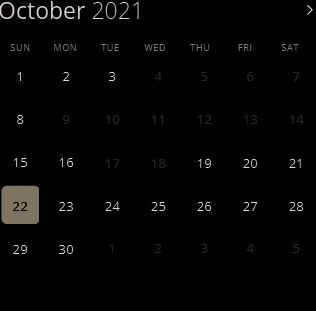 October 2021 >
SUN MON TUE WED THU FRI SAT
1 2 3 4 5 6 7
8 9 10 11 12 13 14
15 16 17 18 19 20 21
22 23 24 25 26 27 28
29 30 1 2 3 4 5